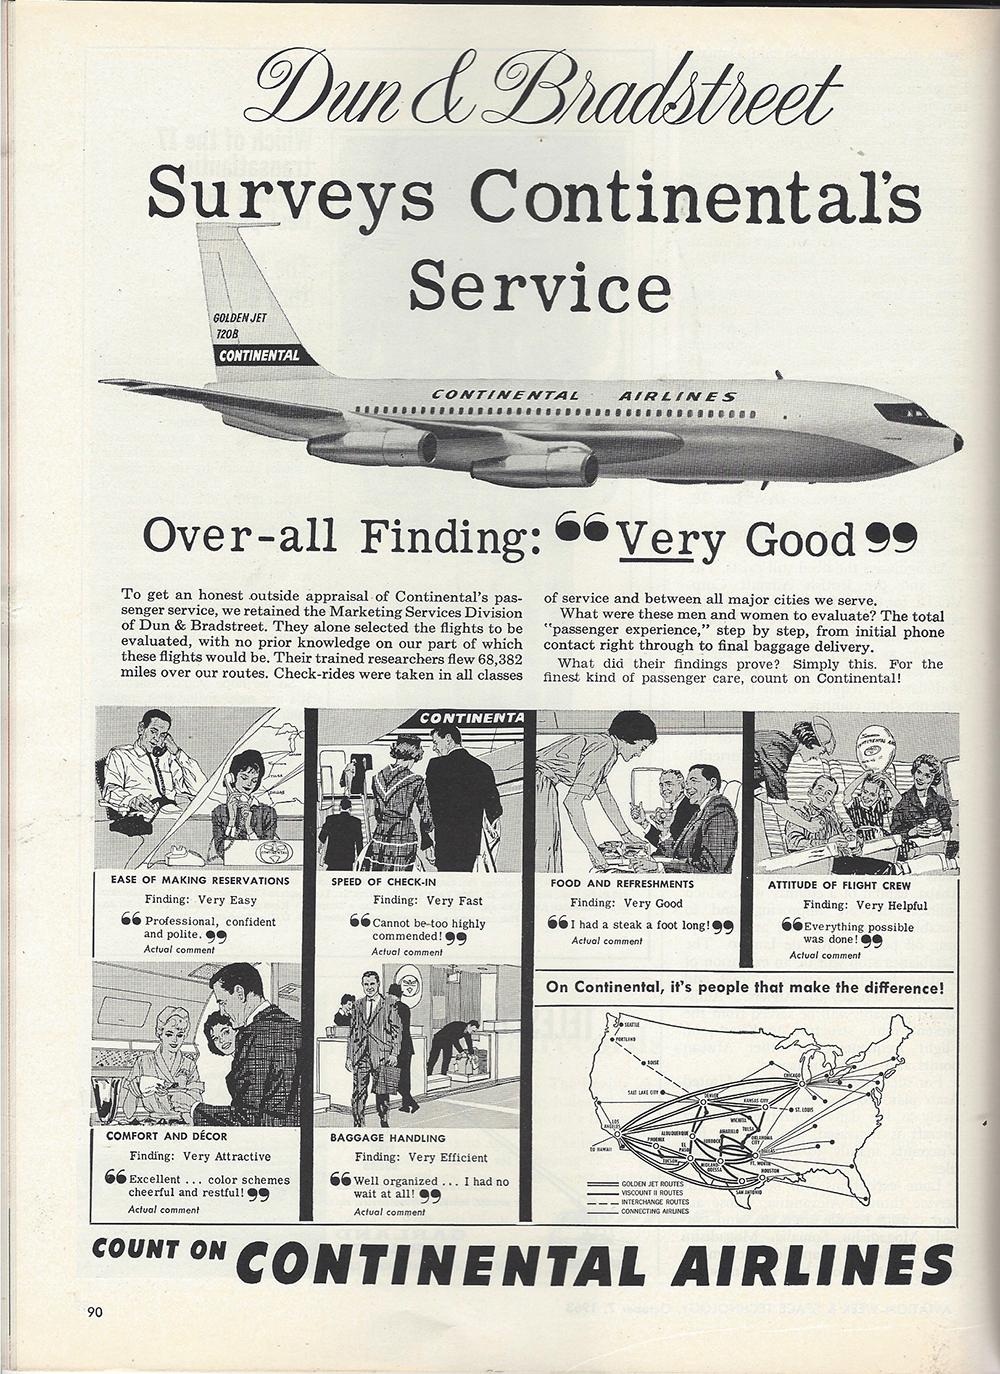 Dun & Bradstreet
Surveys Continental's
Service
GOLDEN JET
720B
CONTINENTAL
CONTINENTAL AIRLINES
Over-all Finding: “Very Good”
To get an honest outside appraisal of Continental's pas-
senger service, we retained the Marketing Services Division
of Dun & Bradstreet. They alone selected the flights to be
evaluated, with no prior knowledge on our part of which
these flights would be. Their trained researchers flew 68,382
miles over our routes. Check-rides were taken in all classes
of service and between all major cities we serve.
What were these men and women to evaluate? The total
"passenger experience," step by step, from initial phone
contact right through to final baggage delivery.
What did their findings prove? Simply this. For the
finest kind of passenger care, count on Continental!
EASE OF MAKING RESERVATIONS
Finding: Very Easy
“Professional, confident
and polite.”
Actual comment
CONTINENTA
SPEED OF CHECK-IN
Finding: Very Fast
“Cannot be too highly
commended!”
Actual comment
FOOD AND REFRESHMENTS
Finding: Very Good
“I had a steak a foot long!”
Actual comment
ATTITUDE OF FLIGHT CREW
Finding: Very Helpful
“Everything possible
was done!”
Actual comment
COMFORT AND DÉCOR
Finding: Very Attractive
“Excellent ... color schemes
cheerful and restful!”
Actual comment
BAGGAGE HANDLING
Finding: Very Efficient
“Well organized ... I had no
wait at all!”
Actual comment
On Continental, it's people that make the difference!
SEATTLE
PORTLAND
BOISE
SALT LAKE CITY
CHICAGO
DENVER
KANSAS CITY
ST. LOUIS
LOS ANGELES
TO HAWAII
PHOENIX
TUCSON
ALBUQUERQUE
EL PASO
LUBBOCK
AMARILLO
WICHITA
TULSA
OKLAHOMA CITY
MIDLAND ODESSA
DALLAS
FT. WORTH
HOUSTON
SAN ANTONIO
GOLDEN JET ROUTES
VISCOUNT II ROUTES
INTERCHANGE ROUTES
CONNECTING AIRLINES
COUNT ON CONTINENTAL AIRLINES
90